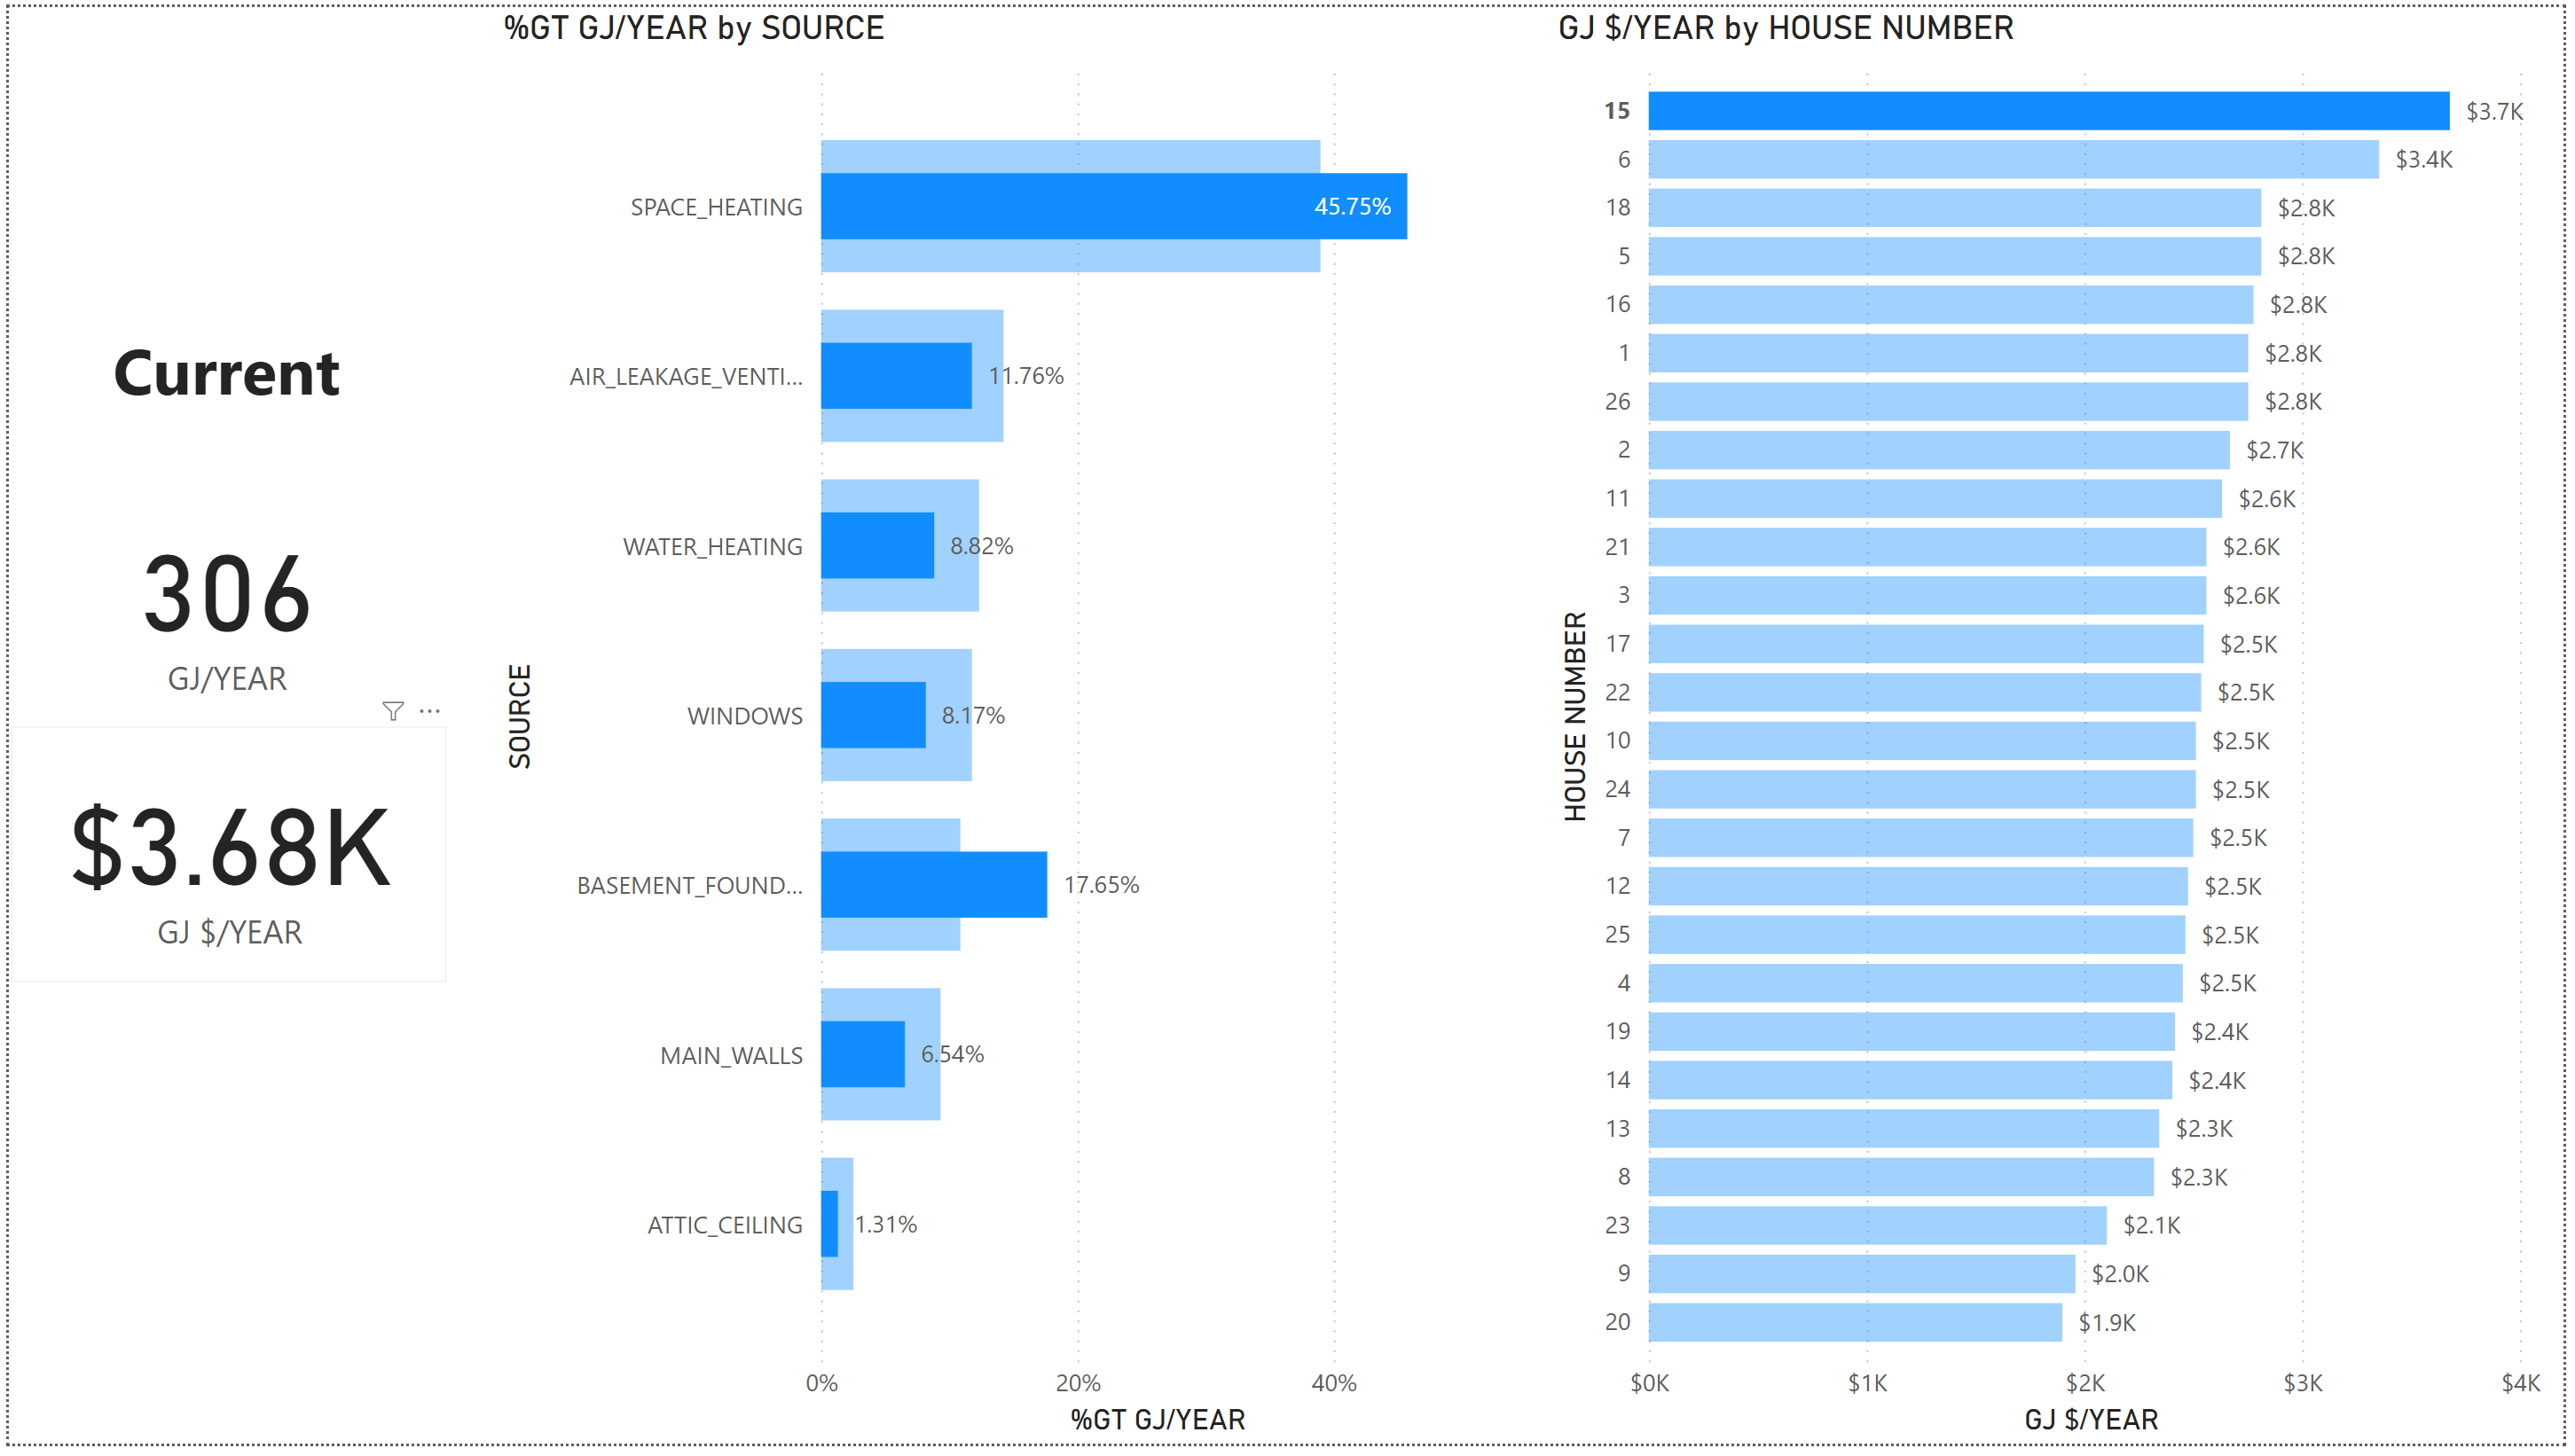 %GT GJ/YEAR by SOURCE
GJ $/YEAR by HOUSE NUMBER
Current
306
GJ/YEAR
...
$3.68K
GJ $/YEAR
SOURCE
SPACE_HEATING 45.75%
AIR_LEAKAGE_VENTI... 11.76%
WATER_HEATING 8.82%
WINDOWS 8.17%
BASEMENT_FOUND... 17.65%
MAIN_WALLS 6.54%
ATTIC_CEILING 1.31%
0% 20% 40%
%GT GJ/YEAR
HOUSE NUMBER
15 $3.7K
6 $3.4K
18 $2.8K
5 $2.8K
16 $2.8K
1 $2.8K
26 $2.8K
2 $2.7K
11 $2.6K
21 $2.6K
3 $2.6K
17 $2.5K
22 $2.5K
10 $2.5K
24 $2.5K
7 $2.5K
12 $2.5K
25 $2.5K
4 $2.5K
19 $2.4K
14 $2.4K
13 $2.3K
8 $2.3K
23 $2.1K
9 $2.0K
20 $1.9K
$0K $1K $2K $3K $4K
GJ $/YEAR